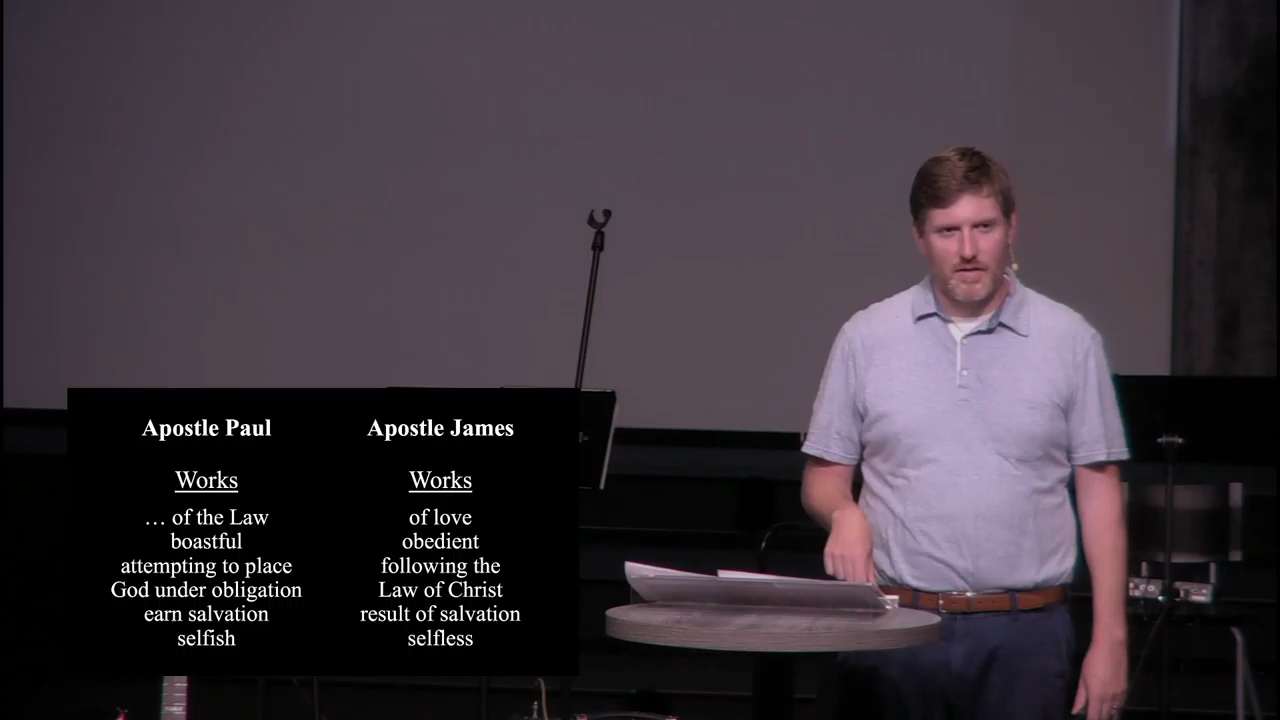 Apostle Paul
Works
… of the Law
boastful
attempting to place
God under obligation
earn salvation
selfish
Apostle James
Works
of love
obedient
following the
Law of Christ
result of salvation
selfless